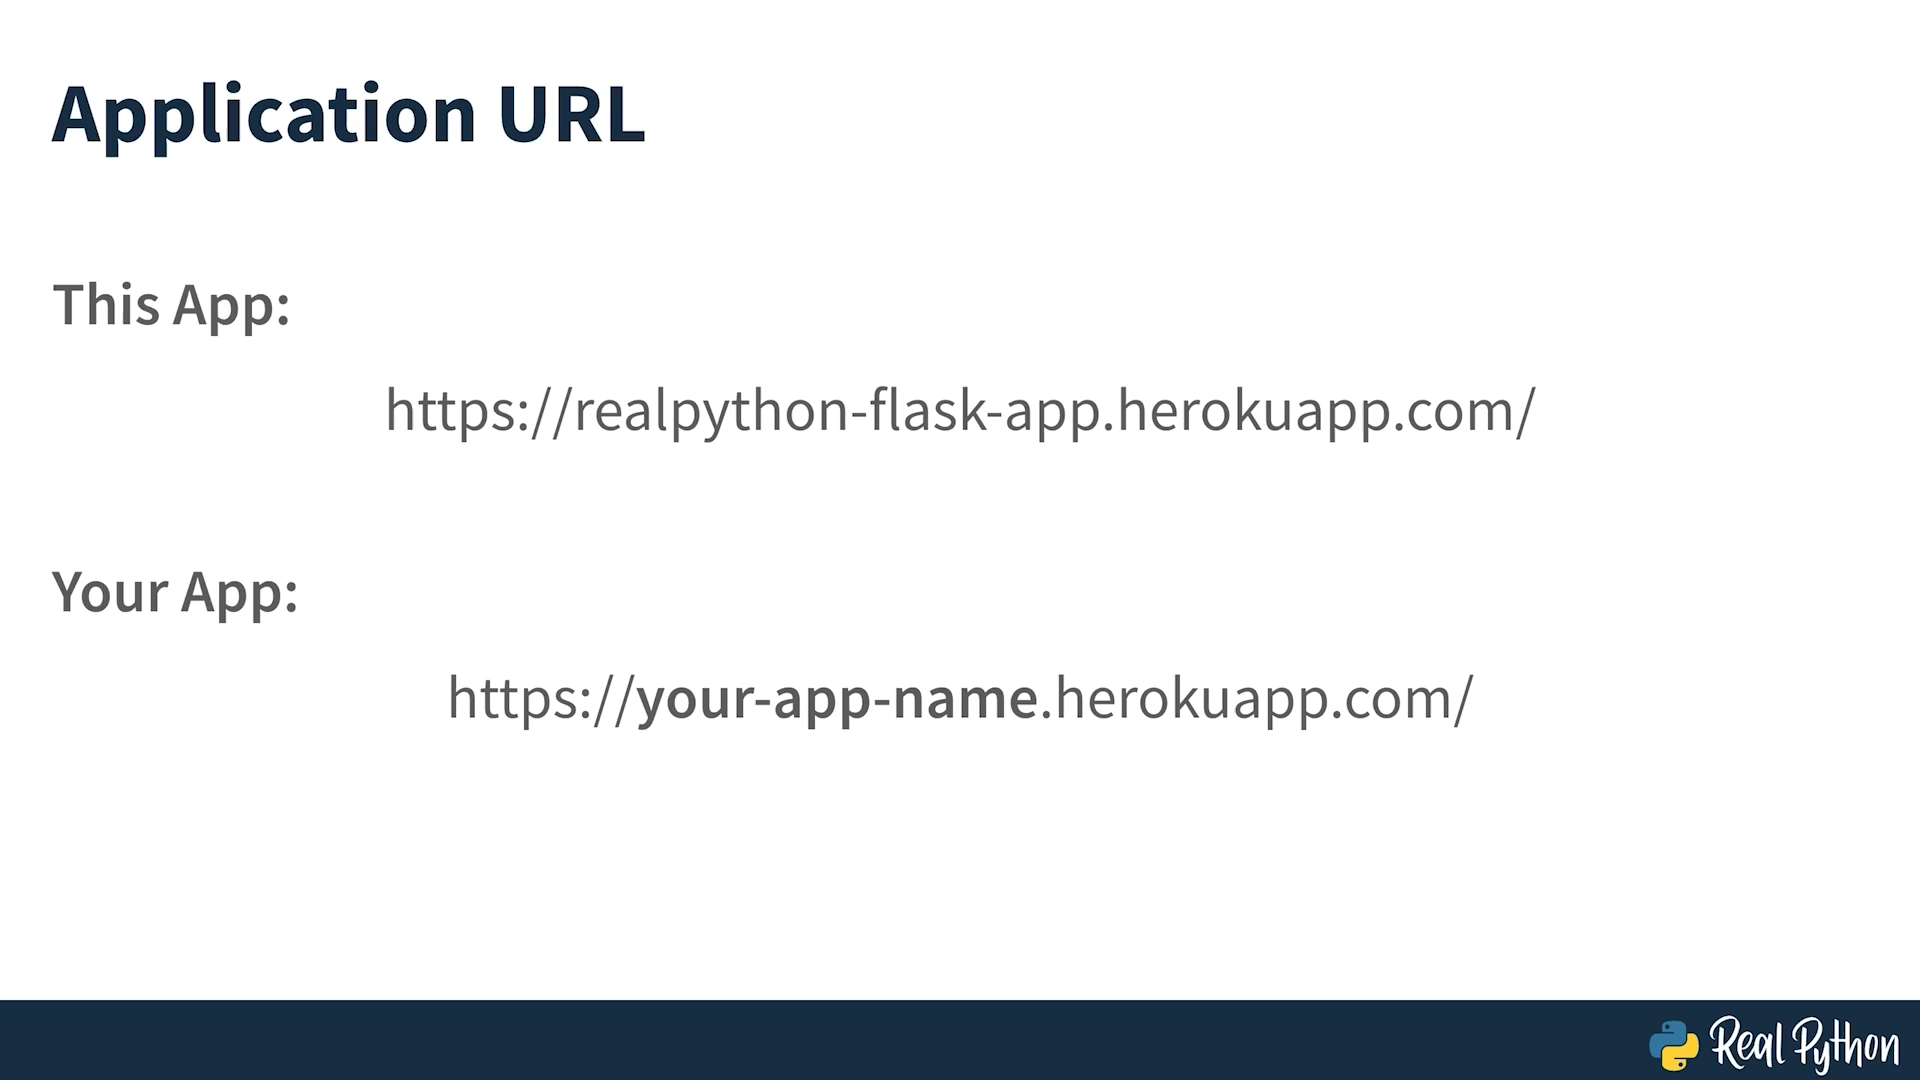 Application URL
This App:
https://realpython-flask-app.herokuapp.com/
Your App:
https://your-app-name.herokuapp.com/
Real Python